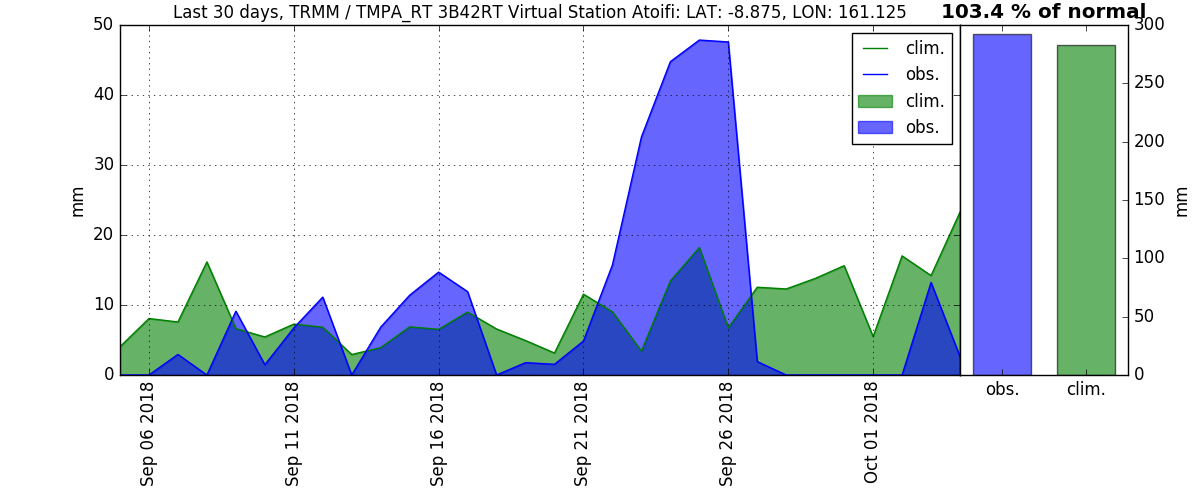 Last 30 days, TRMM / TMPA_RT 3B42RT Virtual Station Atoifi: LAT: -8.875, LON: 161.125
103.4 % of normal
50
40
30
20
10
0
mm
clim.
obs.
clim.
obs.
300
250
200
150
100
50
0
mm
Sep 06 2018
Sep 11 2018
Sep 16 2018
Sep 21 2018
Sep 26 2018
Oct 01 2018
obs.
clim.